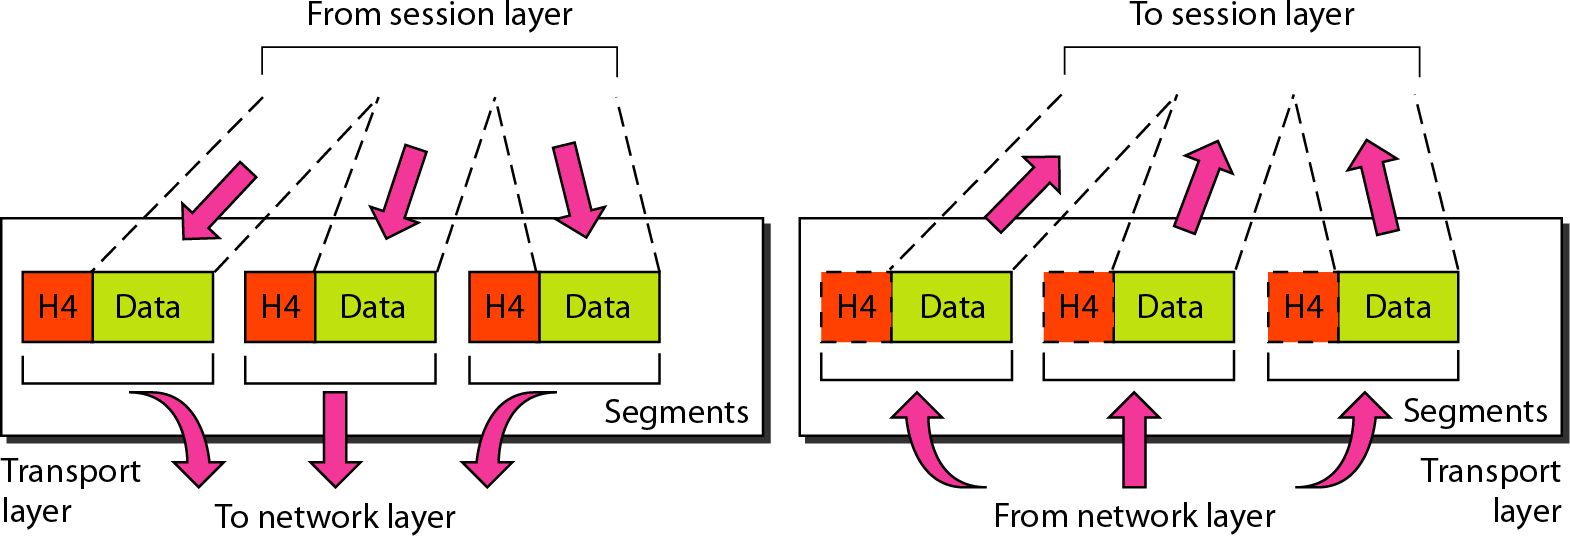 From session layer
H4 Data H4 Data H4 Data
Segments
Transport
layer
To network layer
To session layer
H4 Data H4 Data H4 Data
Segments
Transport
layer
From network layer